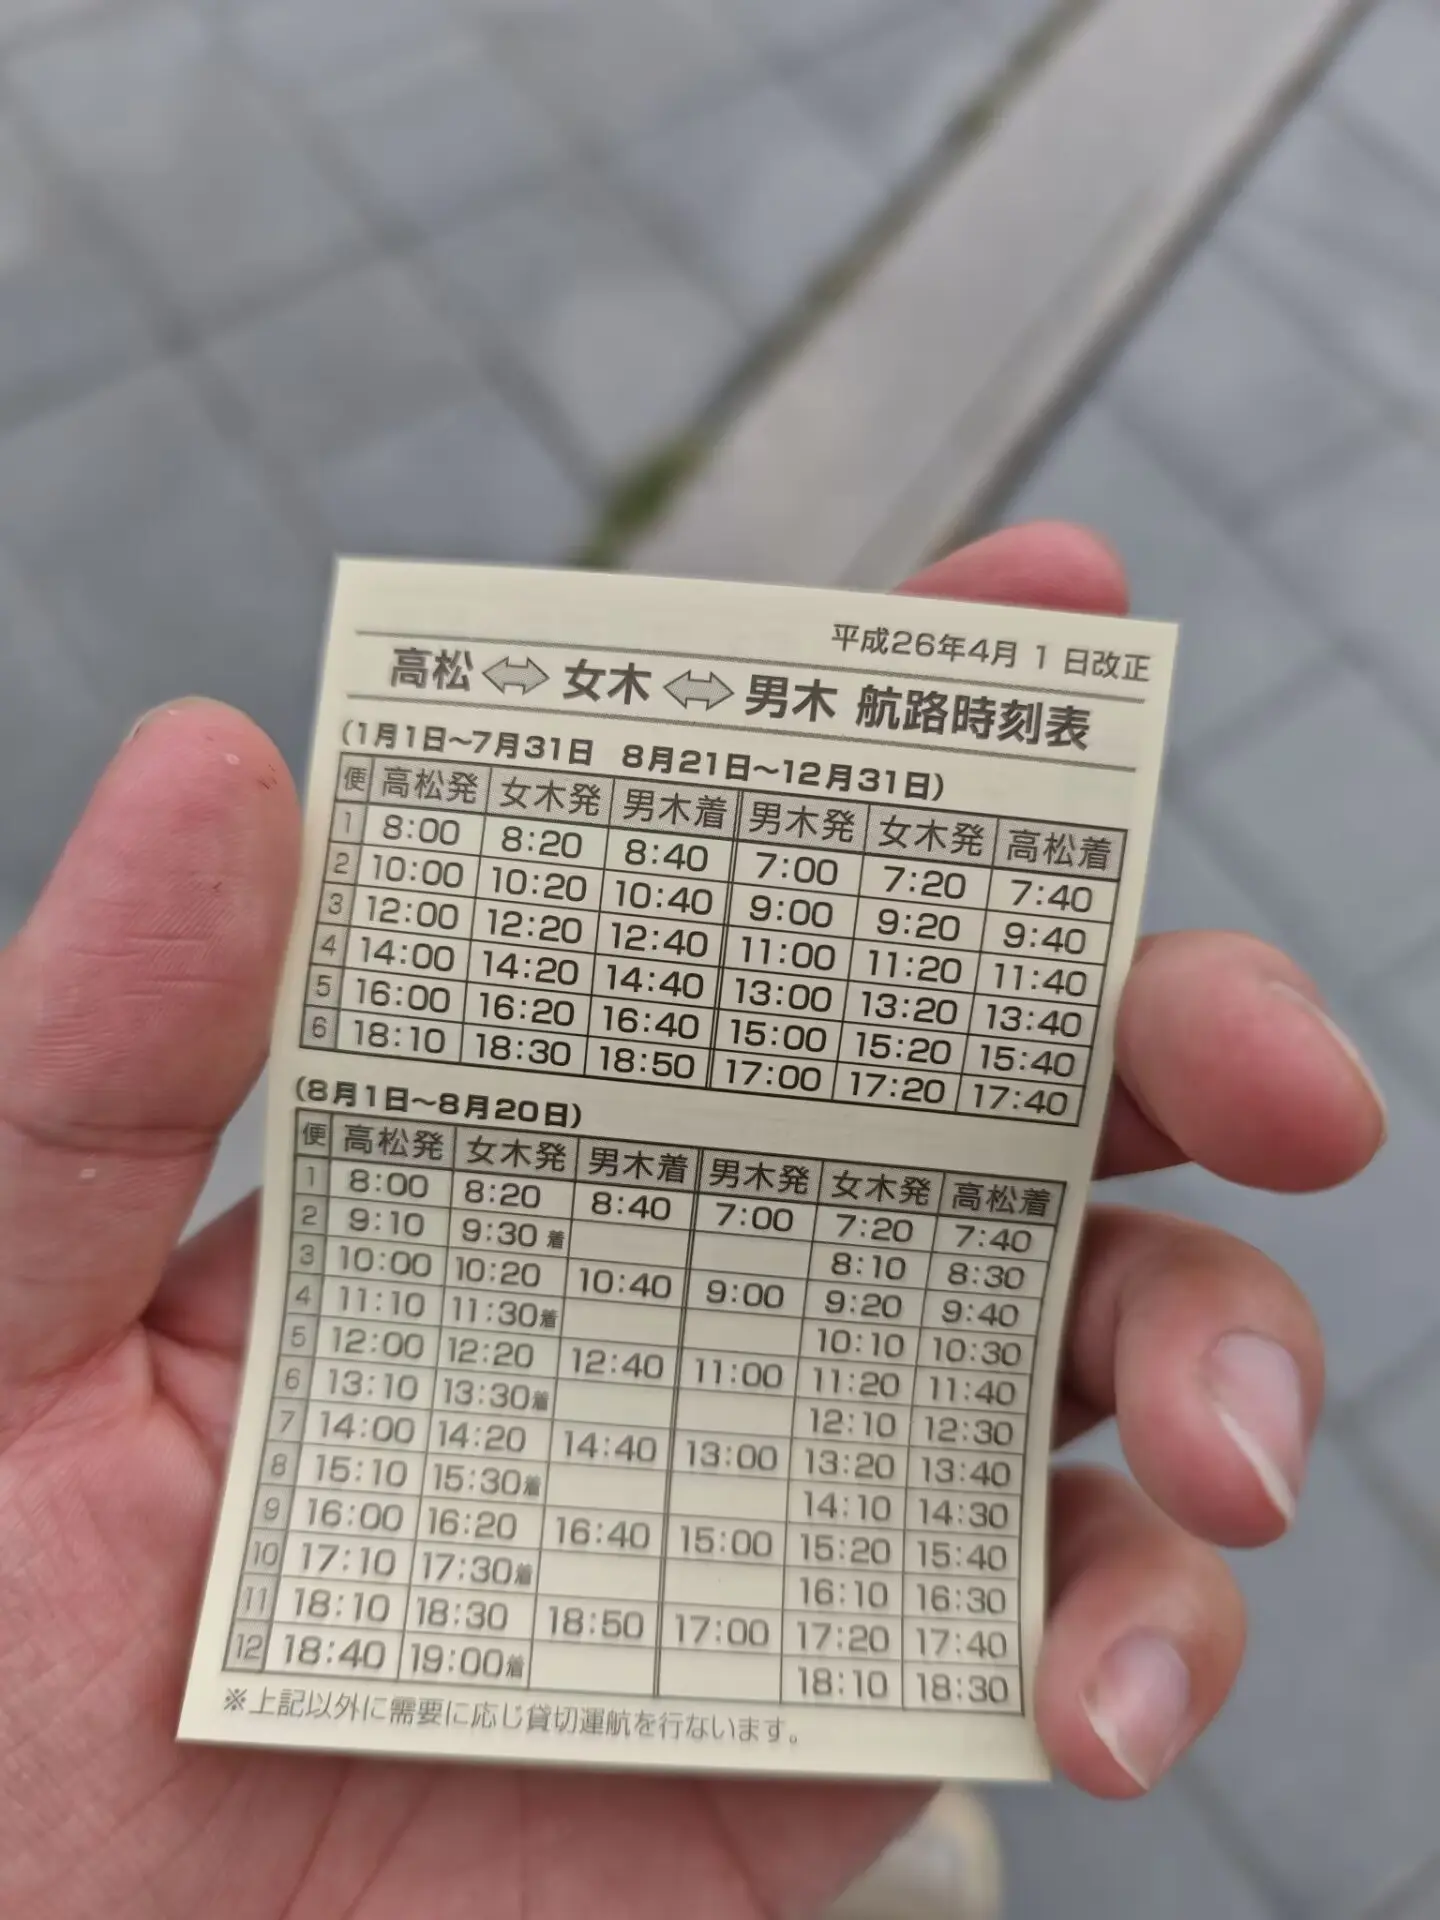 平成26年4月1日改正
高松 ⇔ 女木 ⇔ 男木 航路時刻表
(1月1日〜7月31日 8月21日〜12月31日)
便 高松発 女木発 男木着 男木発 女木発 高松着
1 8:00 8:20 8:40 7:00 7:20 7:40
2 10:00 10:20 10:40 9:00 9:20 9:40
3 12:00 12:20 12:40 11:00 11:20 11:40
4 14:00 14:20 14:40 13:00 13:20 13:40
5 16:00 16:20 16:40 15:00 15:20 15:40
6 18:10 18:30 18:50 17:00 17:20 17:40
(8月1日〜8月20日)
便 高松発 女木発 男木着 男木発 女木発 高松着
1 8:00 8:20 8:40 7:00 7:20 7:40
2 9:10 9:30着 8:10 8:30
3 10:00 10:20 10:40 9:00 9:20 9:40
4 11:10 11:30着 10:10 10:30
5 12:00 12:20 12:40 11:00 11:20 11:40
6 13:10 13:30着 12:10 12:30
7 14:00 14:20 14:40 13:00 13:20 13:40
8 15:10 15:30着 14:10 14:30
9 16:00 16:20 16:40 15:00 15:20 15:40
10 17:10 17:30着 16:10 16:30
11 18:10 18:30 18:50 17:00 17:20 17:40
12 18:40 19:00着 18:10 18:30
※上記以外に需要に応じ貸切運航を行ないます。